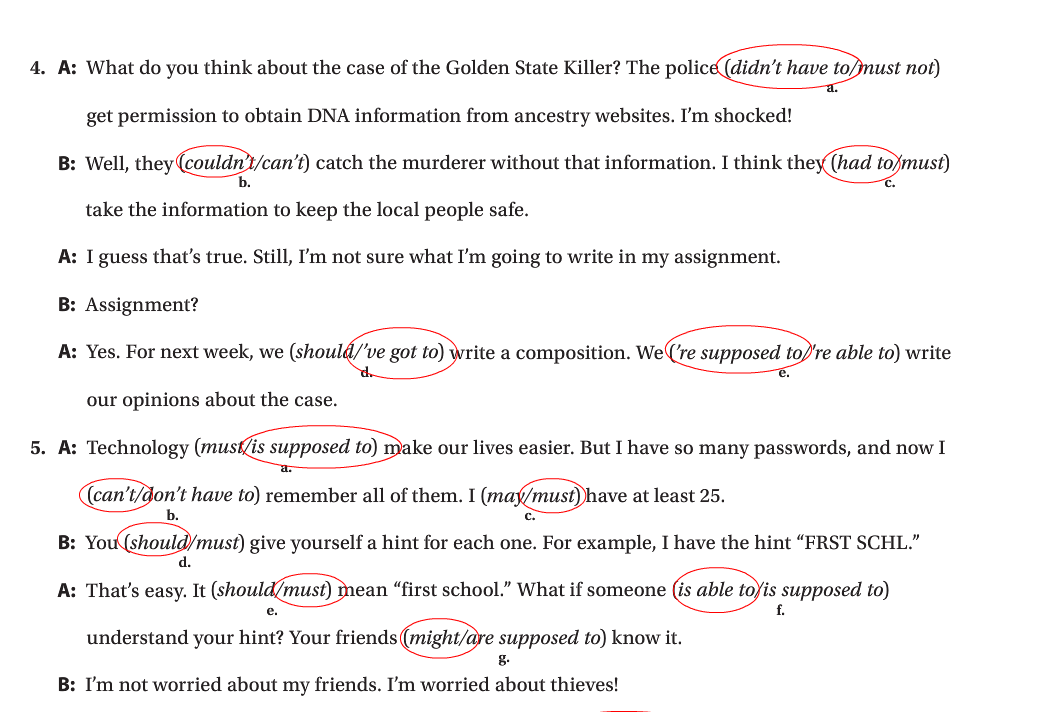 4. A: What do you think about the case of the Golden State Killer? The police (didn't have to/must not)
a.
get permission to obtain DNA information from ancestry websites. I'm shocked!
B: Well, they (couldn't/can't) catch the murderer without that information. I think they (had to/must)
b. c.
take the information to keep the local people safe.
A: I guess that's true. Still, I'm not sure what I'm going to write in my assignment.
B: Assignment?
A: Yes. For next week, we (should/'ve got to) write a composition. We ('re supposed to/'re able to) write
d. e.
our opinions about the case.
5. A: Technology (must/is supposed to) make our lives easier. But I have so many passwords, and now I
a.
(can't/don't have to) remember all of them. I (may/must) have at least 25.
b. c.
B: You (should/must) give yourself a hint for each one. For example, I have the hint “FRST SCHL.”
d.
A: That's easy. It (should/must) mean “first school.” What if someone (is able to/is supposed to)
e. f.
understand your hint? Your friends (might/are supposed to) know it.
g.
B: I'm not worried about my friends. I'm worried about thieves!